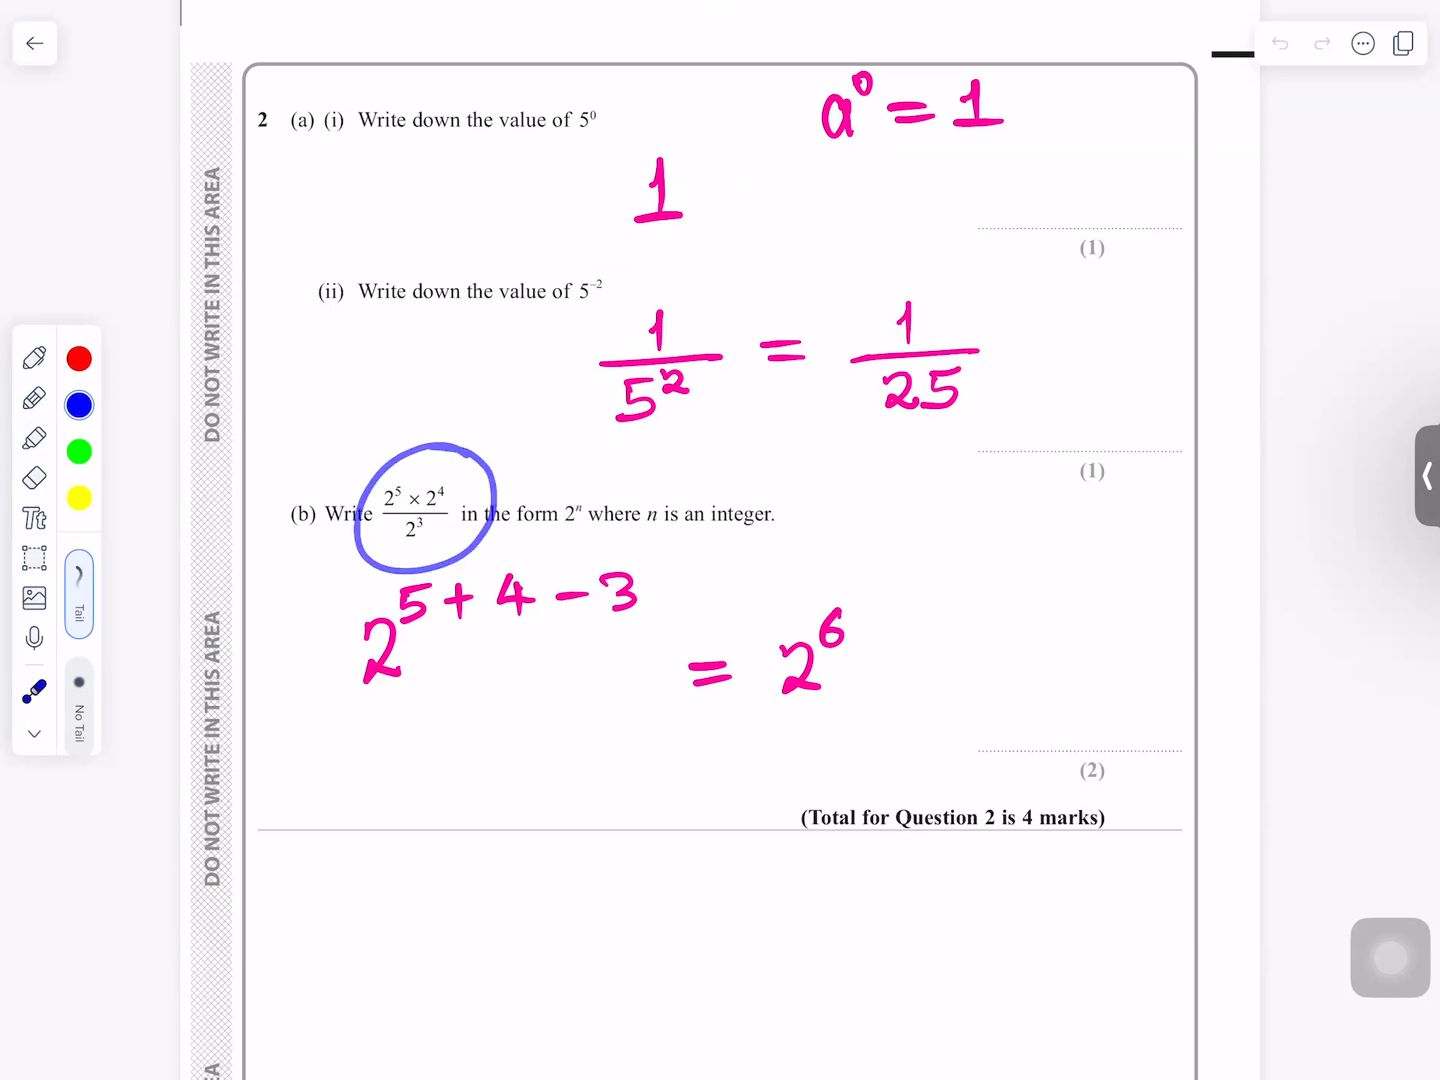 2 (a) (i) Write down the value of 5⁰
a⁰ = 1
1
(1)
(ii) Write down the value of 5⁻²
1/5² = 1/25
(1)
(b) Write (2⁵ × 2⁴)/2³ in the form 2ⁿ where n is an integer.
2⁵⁺⁴⁻³ = 2⁶
(2)
(Total for Question 2 is 4 marks)
DO NOT WRITE IN THIS AREA
DO NOT WRITE IN THIS AREA
EA
Tt
Tail
No Tail